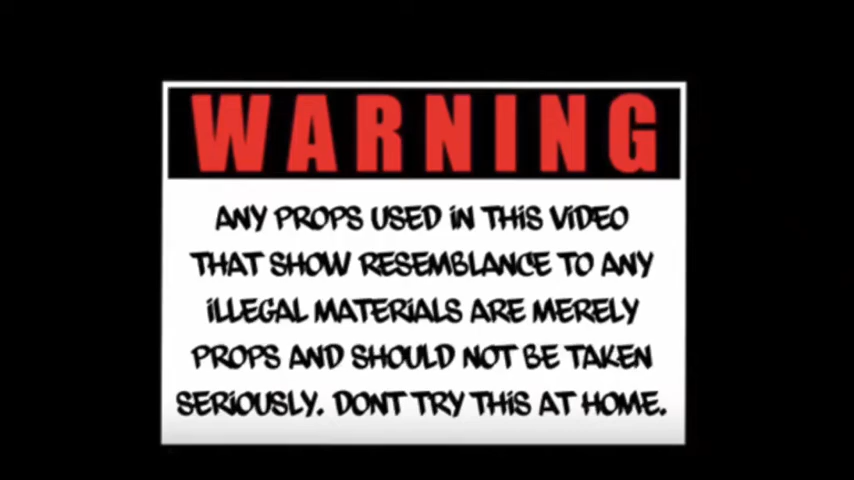 WARNING
ANY PROPS USED IN THIS VIDEO
THAT SHOW RESEMBLANCE TO ANY
ILLEGAL MATERIALS ARE MERELY
PROPS AND SHOULD NOT BE TAKEN
SERIOUSLY. DONT TRY THIS AT HOME.